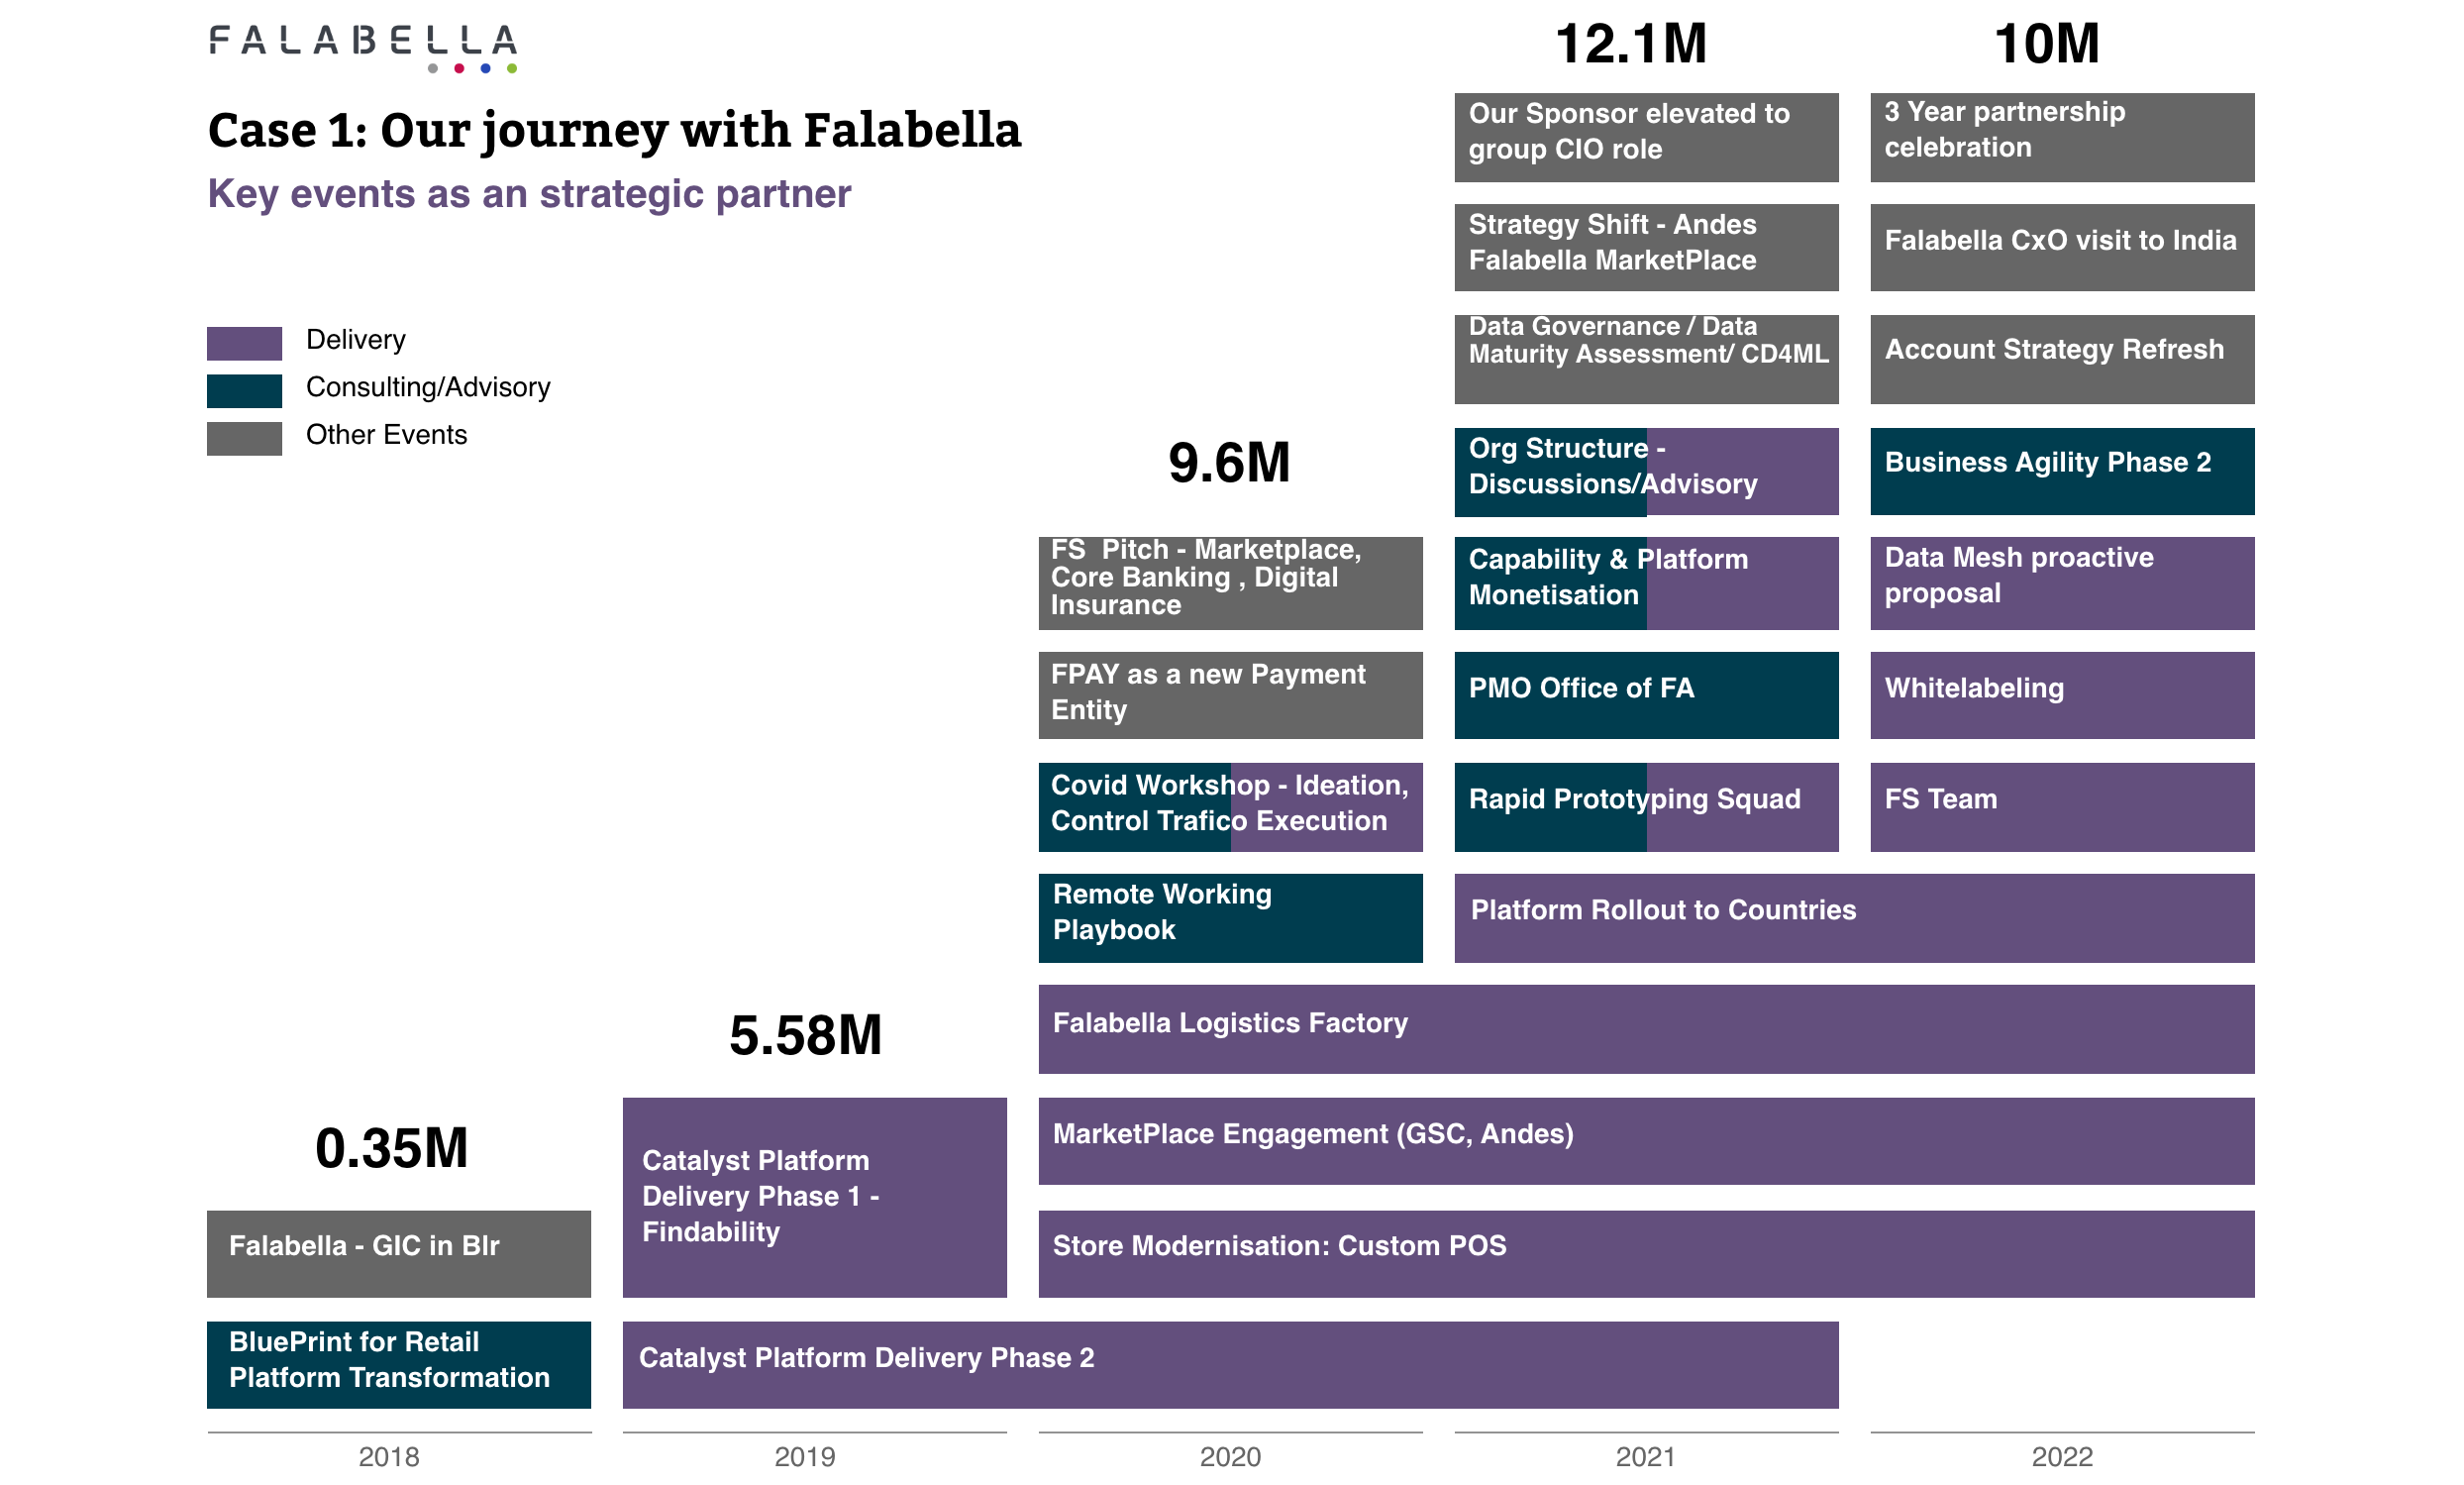 FALABELLA
Case 1: Our journey with Falabella
Key events as an strategic partner
Delivery
Consulting/Advisory
Other Events
0.35M
Falabella - GIC in Blr
BluePrint for Retail
Platform Transformation
2018
5.58M
Catalyst Platform
Delivery Phase 1 -
Findability
Catalyst Platform Delivery Phase 2
2019
9.6M
FS  Pitch - Marketplace,
Core Banking , Digital
Insurance
FPAY as a new Payment
Entity
Covid Workshop - Ideation,
Control Trafico Execution
Remote Working
Playbook
Falabella Logistics Factory
MarketPlace Engagement (GSC, Andes)
Store Modernisation: Custom POS
2020
12.1M
Our Sponsor elevated to
group CIO role
Strategy Shift - Andes
Falabella MarketPlace
Data Governance / Data
Maturity Assessment/ CD4ML
Org Structure -
Discussions/Advisory
Capability & Platform
Monetisation
PMO Office of FA
Rapid Prototyping Squad
Platform Rollout to Countries
2021
10M
3 Year partnership
celebration
Falabella CxO visit to India
Account Strategy Refresh
Business Agility Phase 2
Data Mesh proactive
proposal
Whitelabeling
FS Team
2022